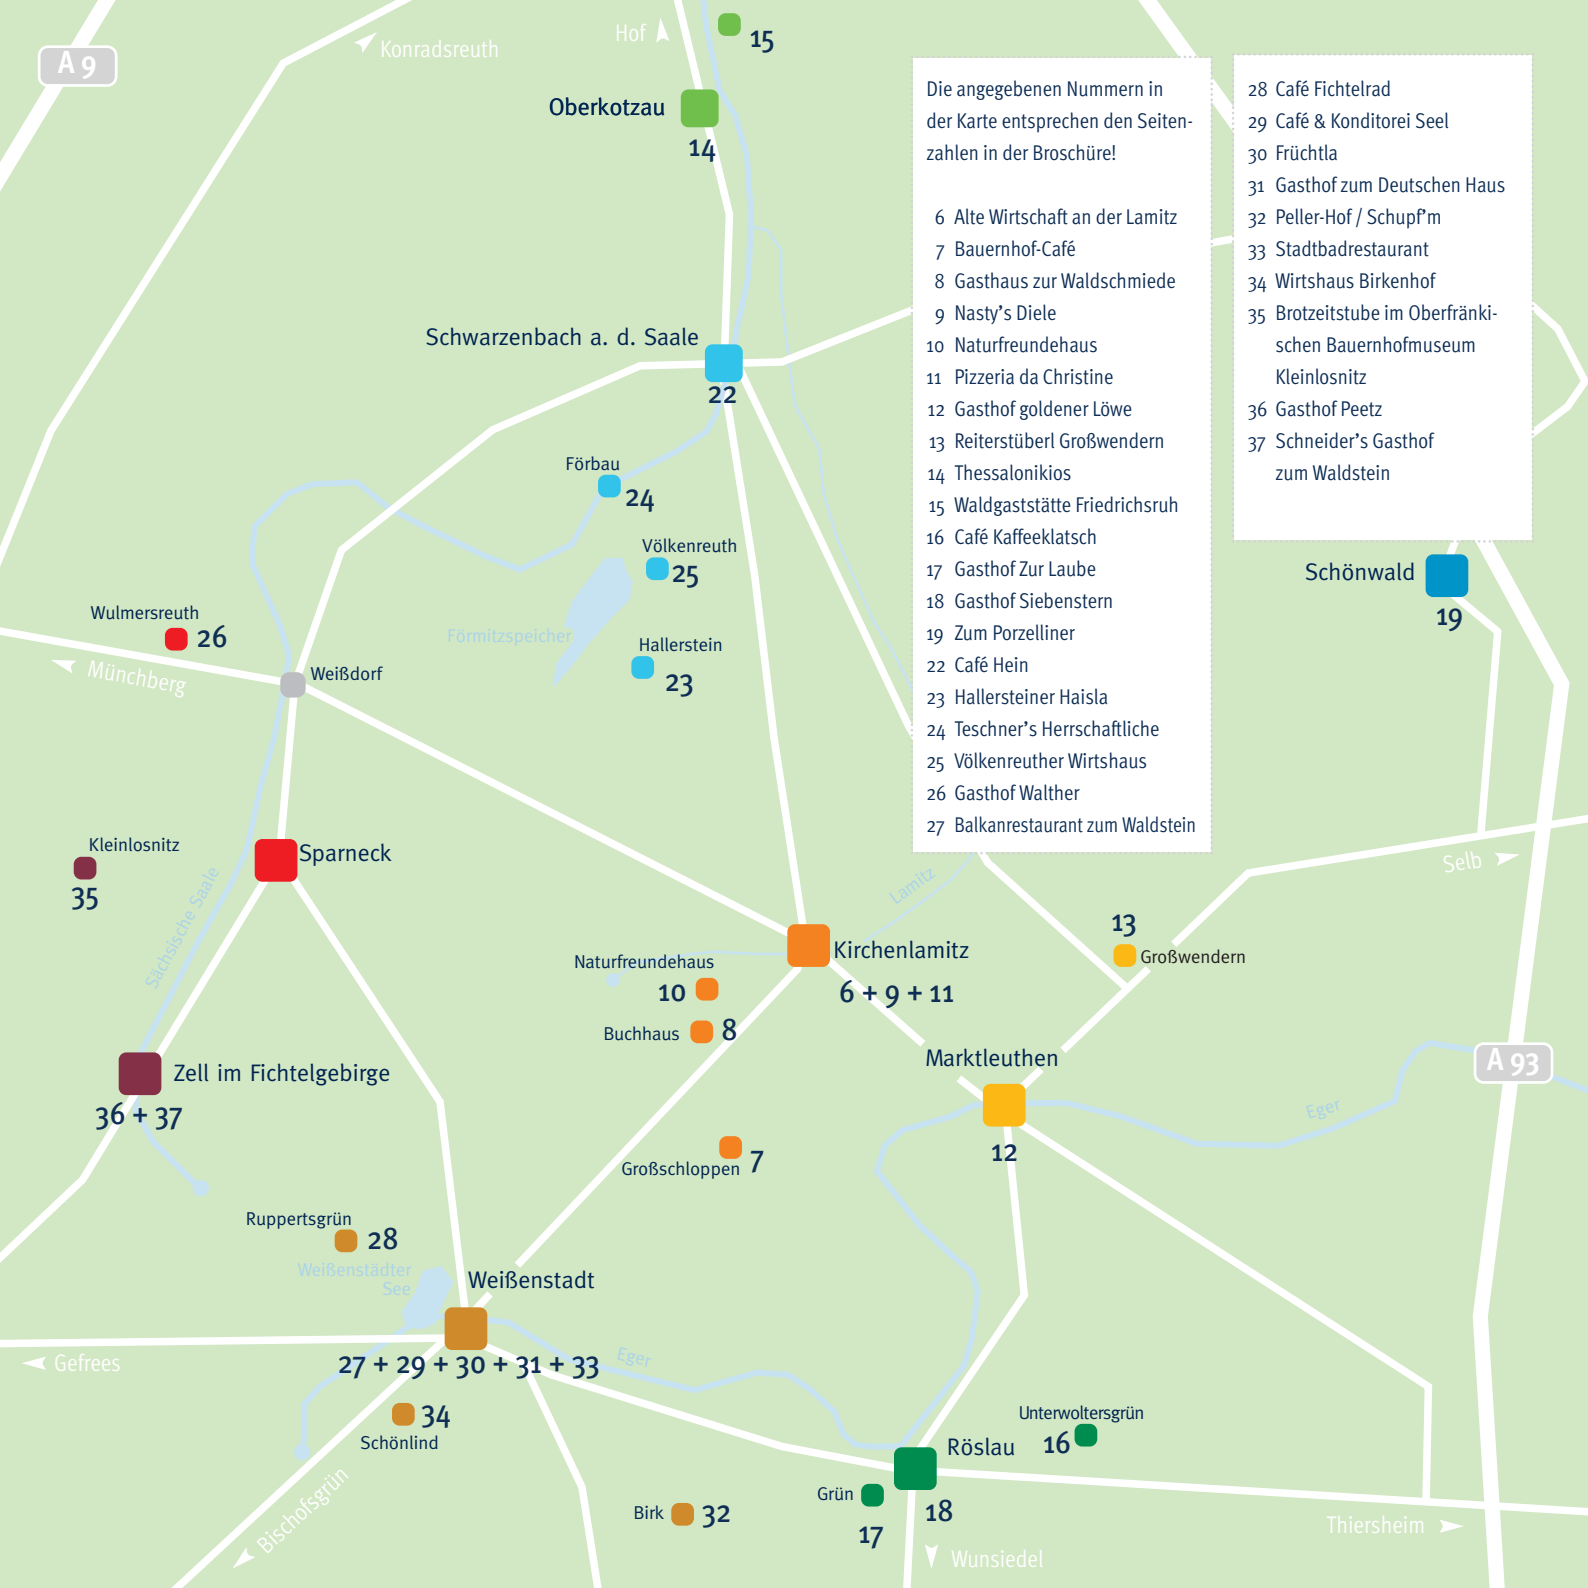 A 9
Konradsreuth
Hof
15
Oberkotzau
14
Die angegebenen Nummern in
der Karte entsprechen den Seiten-
zahlen in der Broschüre!
6 Alte Wirtschaft an der Lamitz
7 Bauernhof-Café
8 Gasthaus zur Waldschmiede
9 Nasty’s Diele
10 Naturfreundehaus
11 Pizzeria da Christine
12 Gasthof goldener Löwe
13 Reiterstüberl Großwendern
14 Thessalonikios
15 Waldgaststätte Friedrichsruh
16 Café Kaffeeklatsch
17 Gasthof Zur Laube
18 Gasthof Siebenstern
19 Zum Porzelliner
22 Café Hein
23 Hallersteiner Haisla
24 Teschner’s Herrschaftliche
25 Völkenreuther Wirtshaus
26 Gasthof Walther
27 Balkanrestaurant zum Waldstein
28 Café Fichtelrad
29 Café & Konditorei Seel
30 Früchtla
31 Gasthof zum Deutschen Haus
32 Peller-Hof / Schupf’m
33 Stadtbadrestaurant
34 Wirtshaus Birkenhof
35 Brotzeitstube im Oberfränki-
schen Bauernhofmuseum
Kleinlosnitz
36 Gasthof Peetz
37 Schneider’s Gasthof
zum Waldstein
Schwarzenbach a. d. Saale
22
Förbau
24
Völkenreuth
25
Schönwald
19
Wulmersreuth
26
Förmitzspeicher
Hallerstein
23
Münchberg
Weißdorf
Kleinlosnitz
35
Sparneck
Sächsische Saale
Lamitz
Selb
13
Großwendern
Kirchenlamitz
6 + 9 + 11
Naturfreundehaus
10
Buchhaus
8
Marktleuthen
12
A 93
Eger
Zell im Fichtelgebirge
36 + 37
Großschloppen
7
Ruppertsgrün
28
Weißenstädter
See
Weißenstadt
27 + 29 + 30 + 31 + 33
Gefrees
Eger
34
Schönlind
Bischofsgrün
Unterwoltersgrün
16
Röslau
18
Grün
17
Birk
32
Wunsiedel
Thiersheim